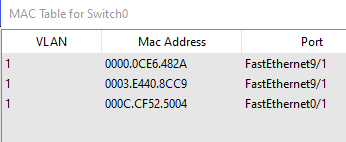 MAC Table for Switch0
VLAN Mac Address Port
1 0000.0CE6.482A FastEthernet9/1
1 0003.E440.8CC9 FastEthernet9/1
1 000C.CF52.5004 FastEthernet0/1